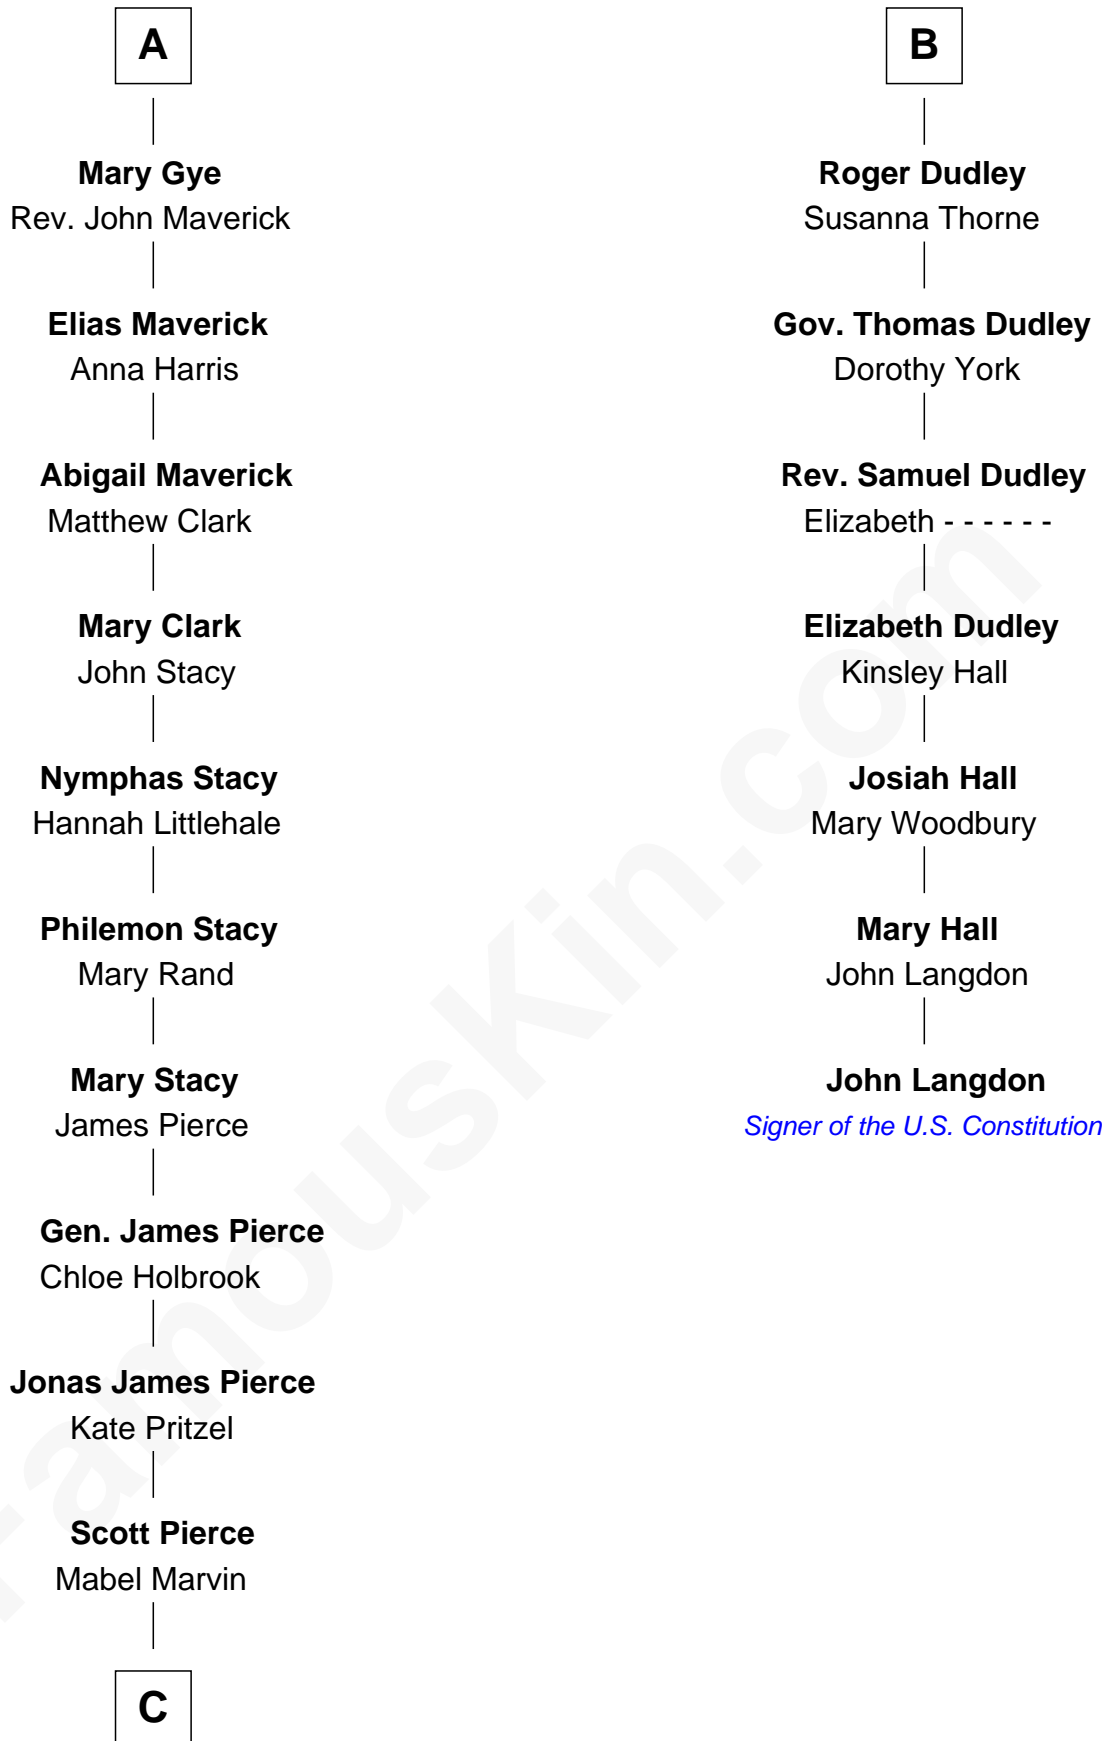 A
Mary Gye
Rev. John Maverick
Elias Maverick
Anna Harris
Abigail Maverick
Matthew Clark
Mary Clark
John Stacy
Nymphas Stacy
Hannah Littlehale
Philemon Stacy
Mary Rand
Mary Stacy
James Pierce
Gen. James Pierce
Chloe Holbrook
Jonas James Pierce
Kate Pritzel
Scott Pierce
Mabel Marvin
C
B
Roger Dudley
Susanna Thorne
Gov. Thomas Dudley
Dorothy York
Rev. Samuel Dudley
Elizabeth - - - - - -
Elizabeth Dudley
Kinsley Hall
Josiah Hall
Mary Woodbury
Mary Hall
John Langdon
John Langdon
Signer of the U.S. Constitution
FamousKin.com